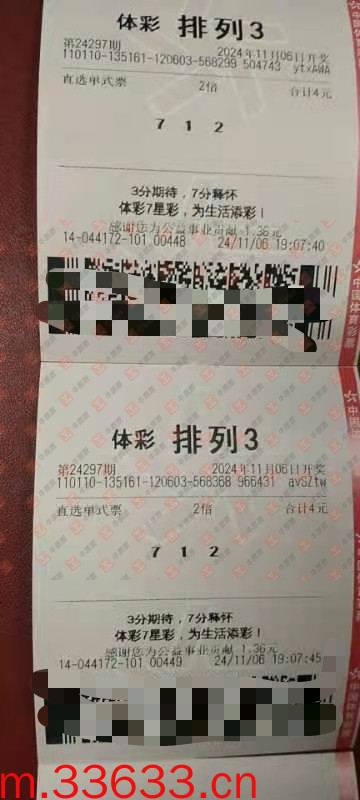 体彩 排列3
第24297期 2024年11月06日开奖
110110-135161-120603-568299 504743 ytxAWA
直选单式票 2倍 合计4元
7 1 2
3分期待，7分释怀
体彩7星彩，为生活添彩！
感谢您为公益事业贡献 1.36元
14-044172-101 00448 24/11/06 19:07:40
体彩 排列3
第24297期 2024年11月06日开奖
110110-135161-120603-568368 966431 avSZtw
直选单式票 2倍 合计4元
7 1 2
3分期待，7分释怀
体彩7星彩，为生活添彩！
感谢您为公益事业贡献 1.36元
14-044172-101 00449 24/11/06 19:07:45
m.33633.cn